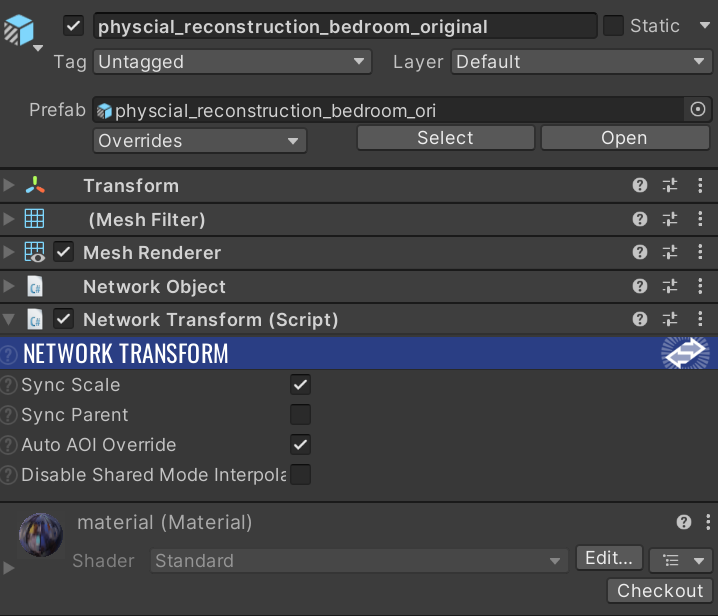 physcial_reconstruction_bedroom_original Static
Tag Untagged Layer Default
Prefab physcial_reconstruction_bedroom_ori
Overrides Select Open
Transform
(Mesh Filter)
Mesh Renderer
C# Network Object
C# Network Transform (Script)
NETWORK TRANSFORM
Sync Scale
Sync Parent
Auto AOI Override
Disable Shared Mode Interpola
material (Material)
Shader Standard Edit...
Checkout